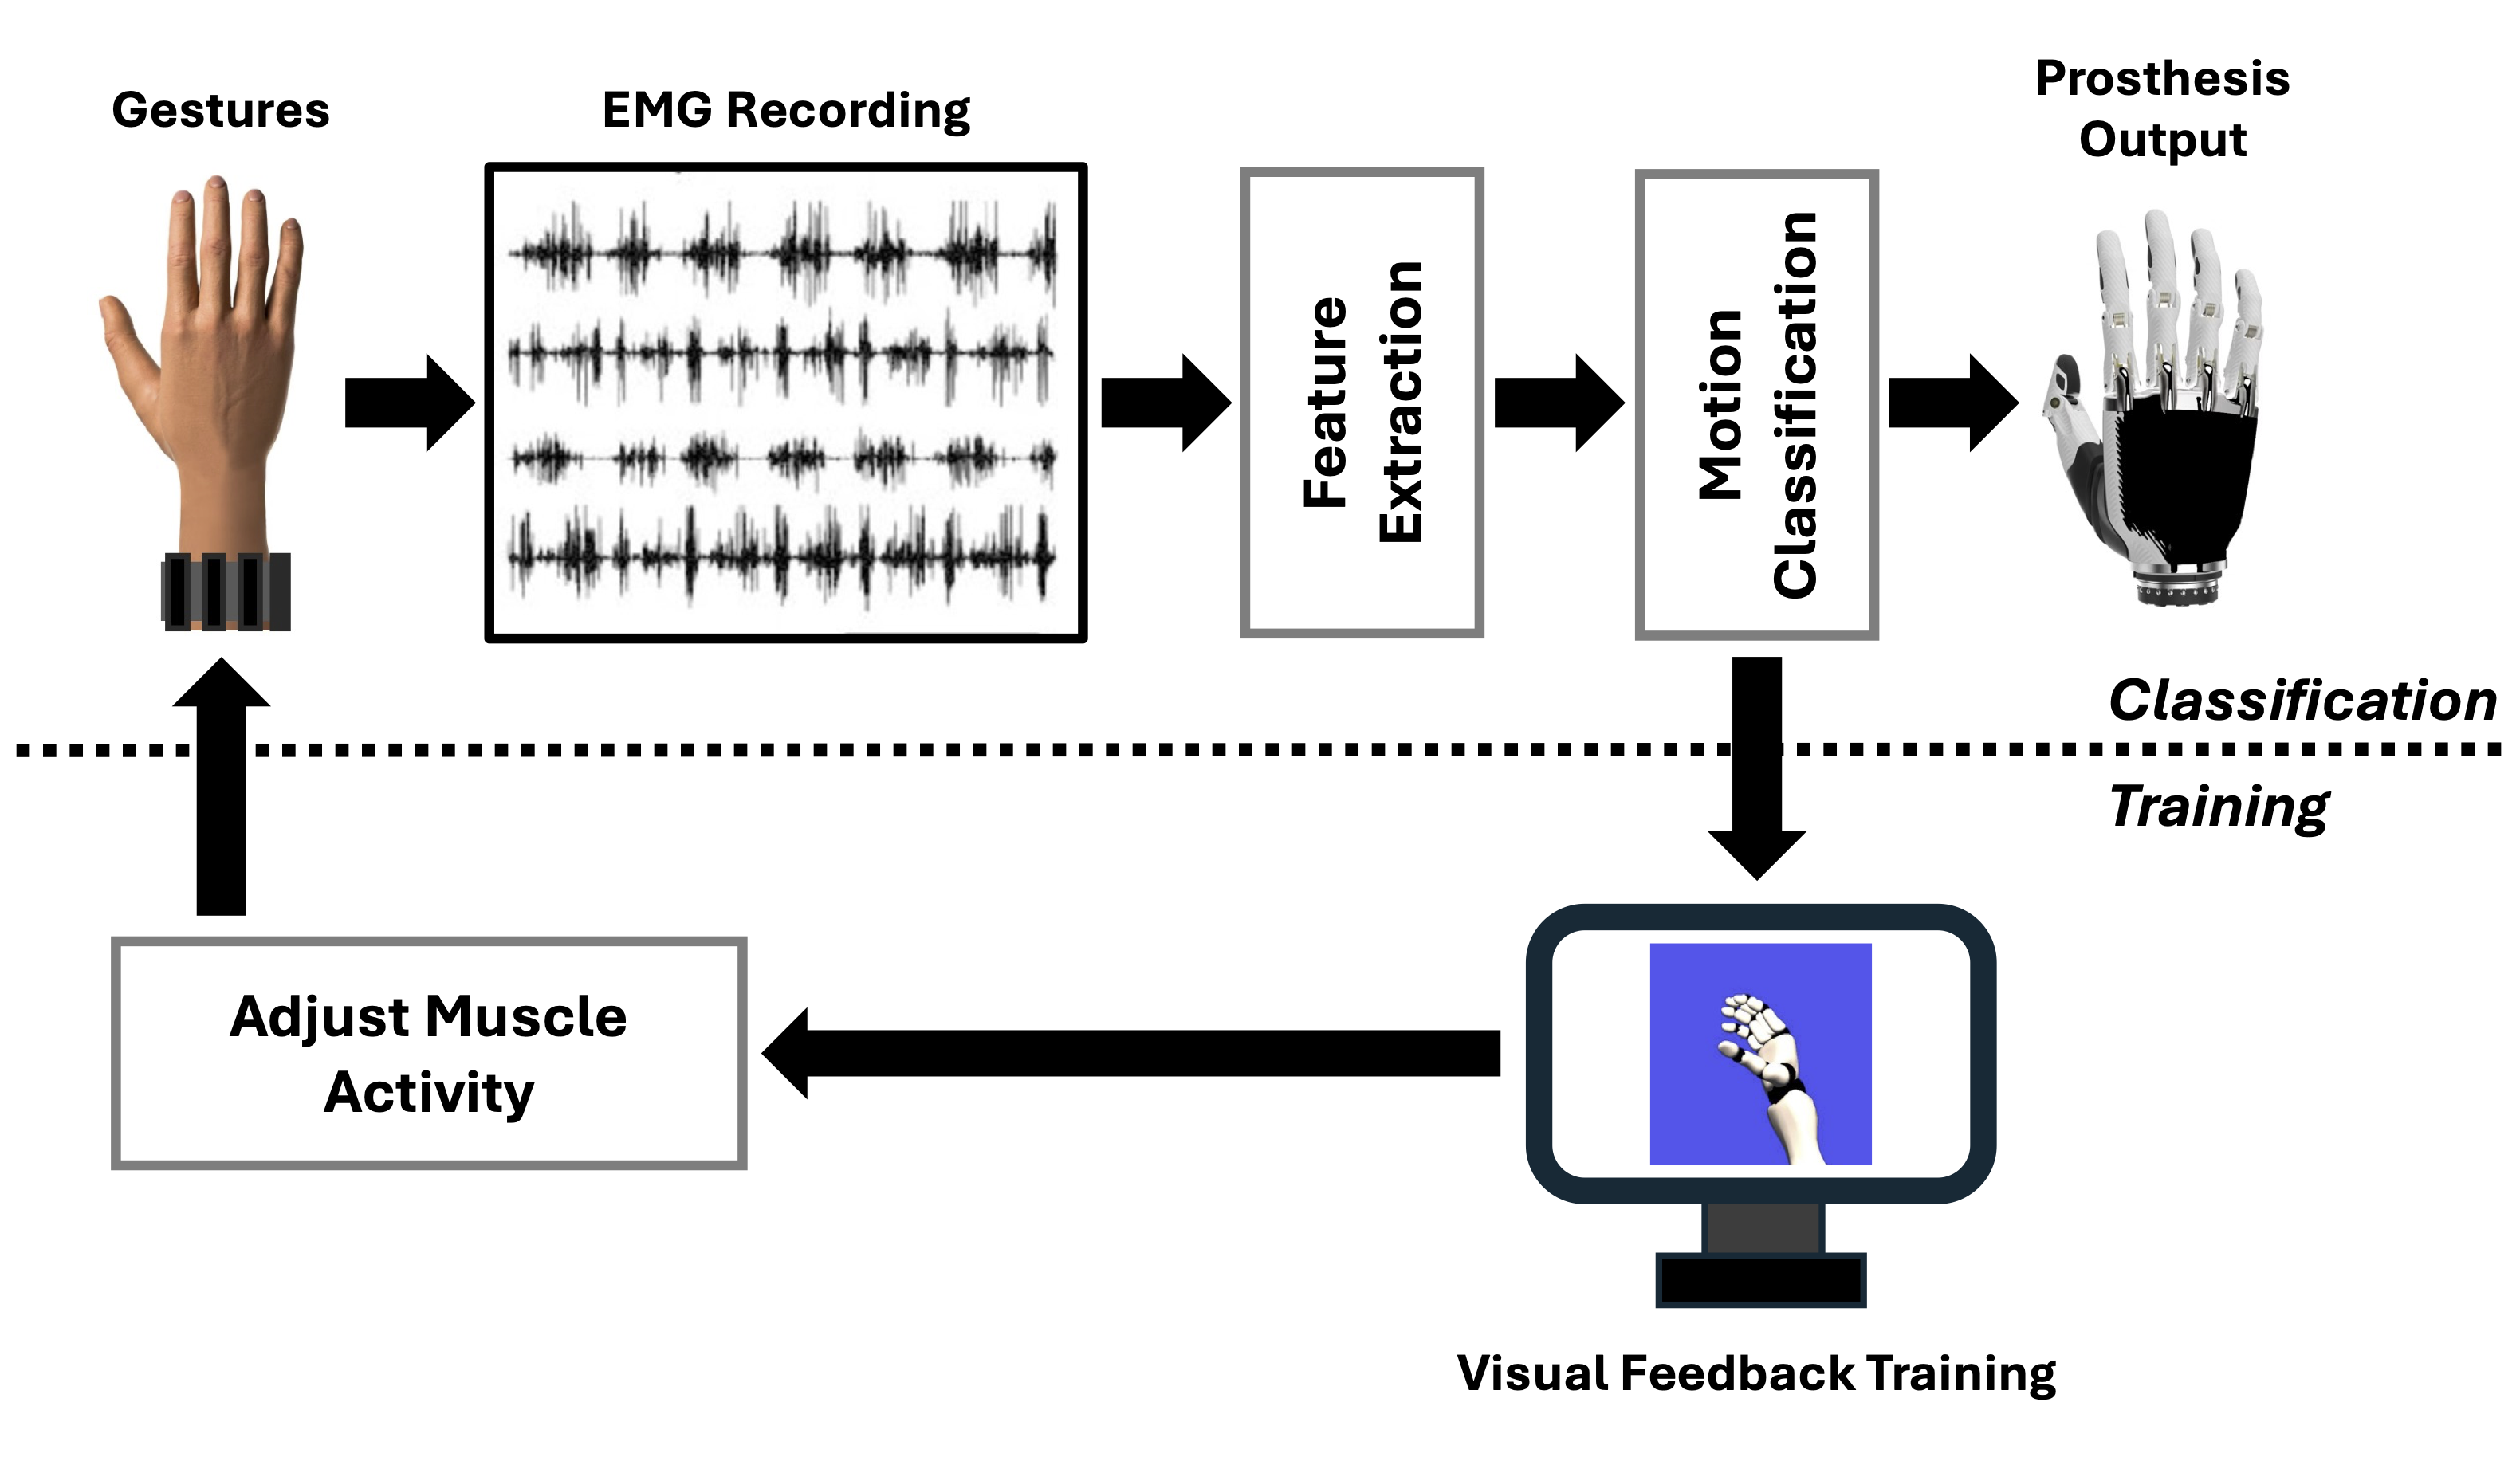 Gestures
EMG Recording
Feature
Extraction
Motion
Classification
Prosthesis
Output
Classification
Training
Adjust Muscle
Activity
Visual Feedback Training